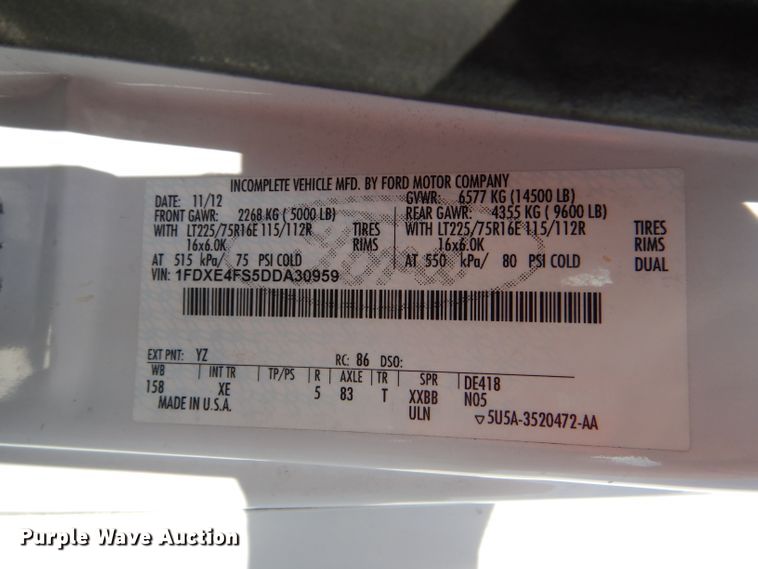 INCOMPLETE VEHICLE MFD. BY FORD MOTOR COMPANY
DATE: 11/12 GVWR: 6577 KG (14500 LB)
FRONT GAWR: 2268 KG ( 5000 LB) REAR GAWR: 4355 KG ( 9600 LB)
WITH LT225/75R16E 115/112R TIRES WITH LT225/75R16E 115/112R TIRES
16x6.0K RIMS 16x6.0K RIMS
AT 515 kPa/ 75 PSI COLD AT 550 kPa/ 80 PSI COLD DUAL
VIN: 1FDXE4FS5DDA30959
Ford
EXT PNT: YZ RC: 86 DSO:
WB INT TR TP/PS R AXLE TR SPR DE418
158 XE 5 83 T XXBB N05
MADE IN U.S.A. ULN ▽5U5A-3520472-AA
Purple Wave Auction